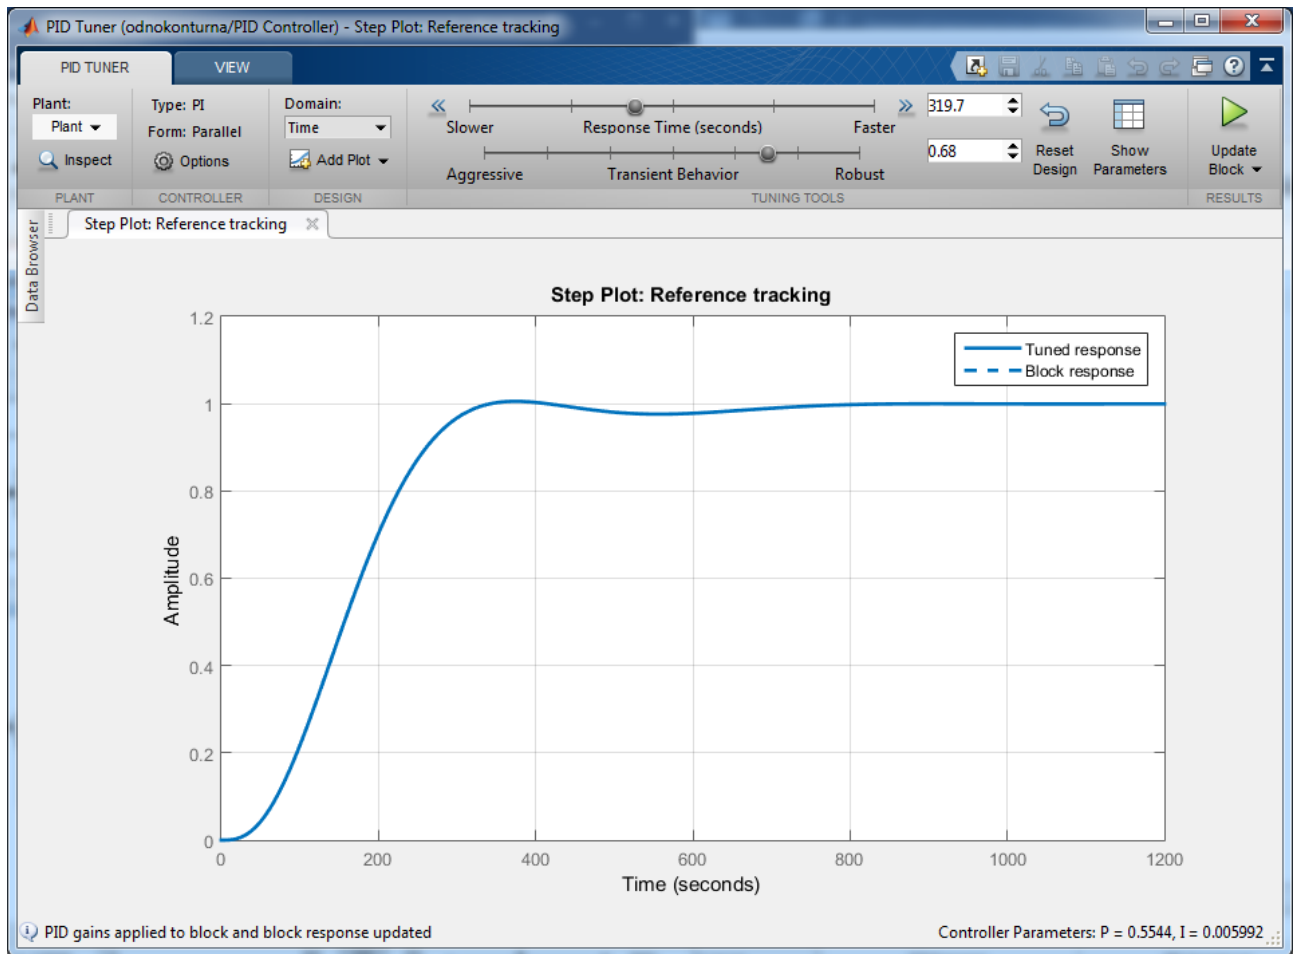 PID Tuner (odnokonturna/PID Controller) - Step Plot: Reference tracking
PID TUNER
VIEW
Plant:
Plant
Inspect
PLANT
Type: PI
Form: Parallel
Options
CONTROLLER
Domain:
Time
Add Plot
DESIGN
Slower
Response Time (seconds)
Faster
319.7
Aggressive
Transient Behavior
Robust
0.68
Reset
Design
Show
Parameters
TUNING TOOLS
Update
Block
RESULTS
Data Browser
Step Plot: Reference tracking
Step Plot: Reference tracking
Tuned response
Block response
Amplitude
1.2
1
0.8
0.6
0.4
0.2
0
0
200
400
600
800
1000
1200
Time (seconds)
PID gains applied to block and block response updated
Controller Parameters: P = 0.5544, I = 0.005992